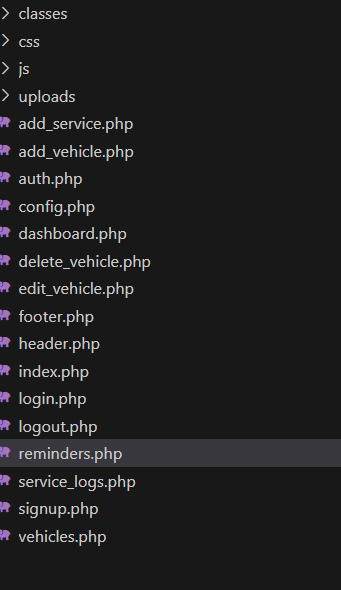 classes
css
js
uploads
add_service.php
add_vehicle.php
auth.php
config.php
dashboard.php
delete_vehicle.php
edit_vehicle.php
footer.php
header.php
index.php
login.php
logout.php
reminders.php
service_logs.php
signup.php
vehicles.php